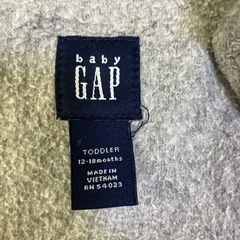 baby
GAP
TODDLER
12-18months
MADE IN
VIETNAM
RN 54023